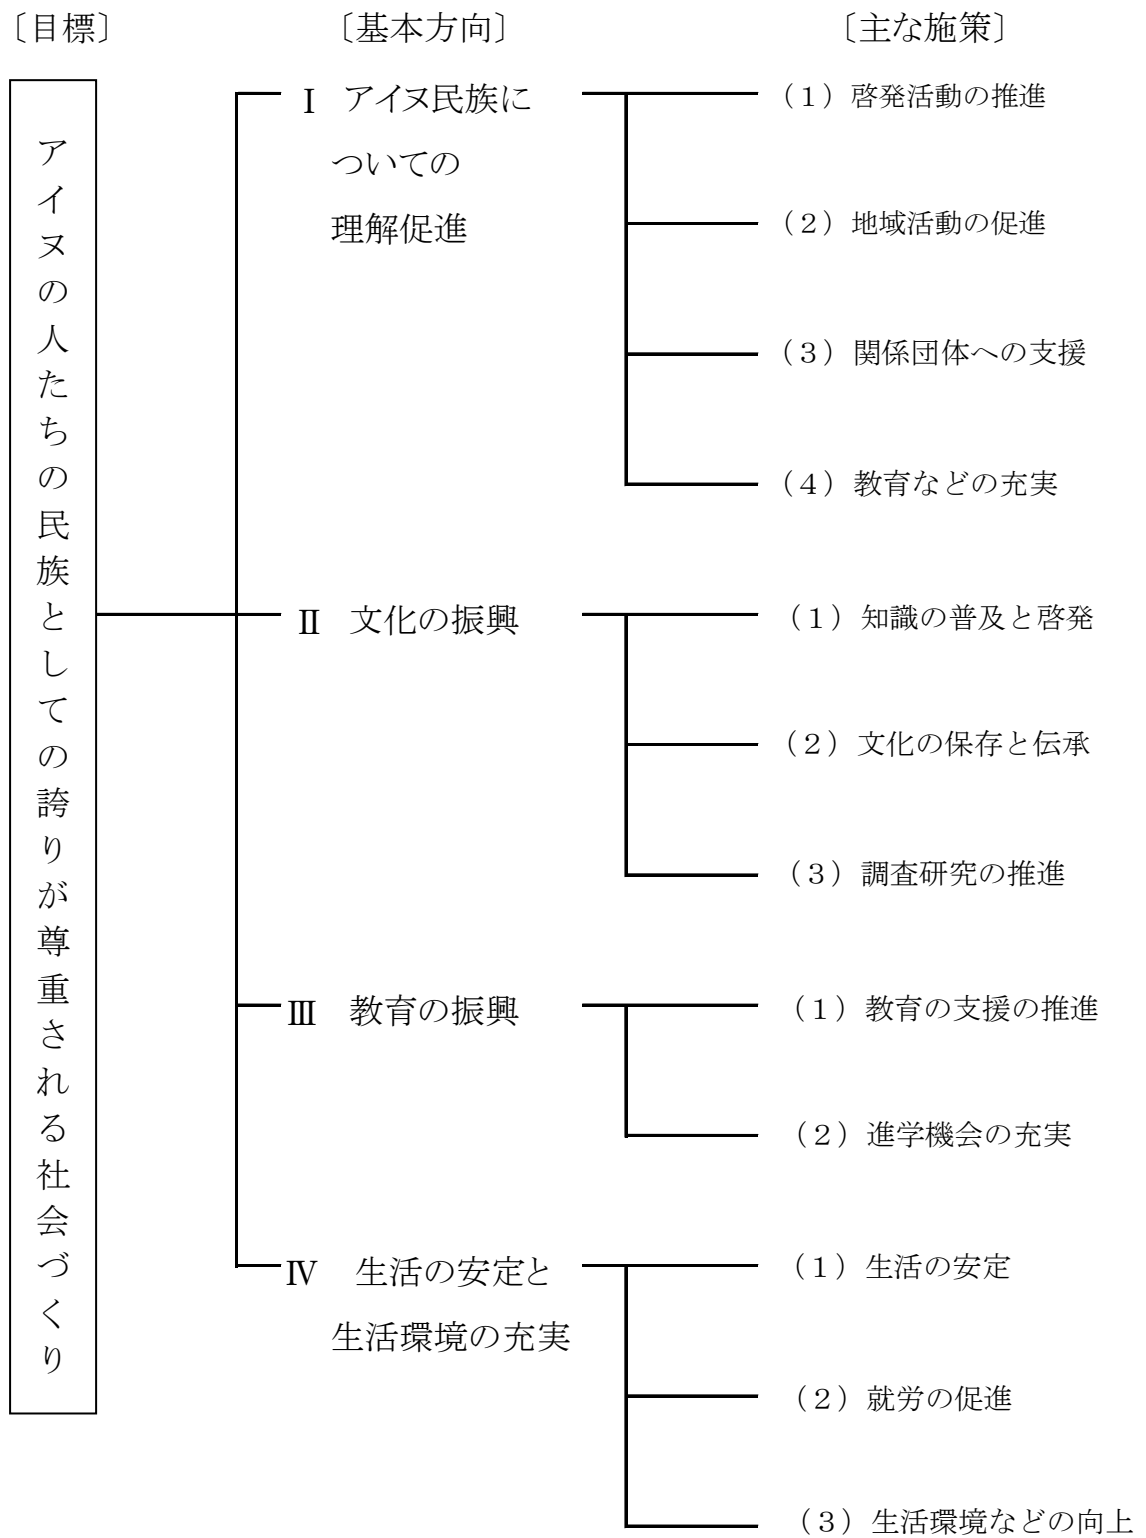 〔目標〕
〔基本方向〕
〔主な施策〕
アイヌの人たちの民族としての誇りが尊重される社会づくり
Ⅰ アイヌ民族に
ついての
理解促進
（１）啓発活動の推進
（２）地域活動の促進
（３）関係団体への支援
（４）教育などの充実
Ⅱ 文化の振興
（１）知識の普及と啓発
（２）文化の保存と伝承
（３）調査研究の推進
Ⅲ 教育の振興
（１）教育の支援の推進
（２）進学機会の充実
Ⅳ 生活の安定と
生活環境の充実
（１）生活の安定
（２）就労の促進
（３）生活環境などの向上